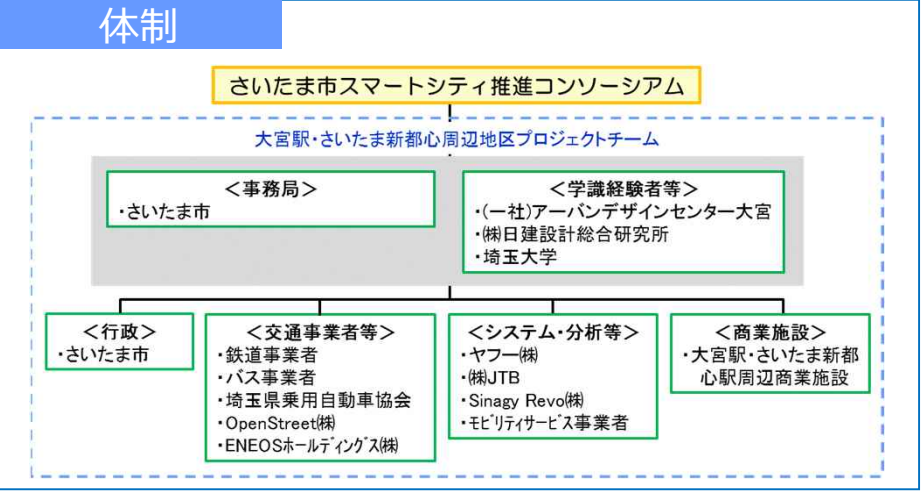 体制
さいたま市スマートシティ推進コンソーシアム
大宮駅・さいたま新都心周辺地区プロジェクトチーム
＜事務局＞
・さいたま市
＜学識経験者等＞
・(一社)アーバンデザインセンター大宮
・㈱日建設計総合研究所
・埼玉大学
＜行政＞
・さいたま市
＜交通事業者等＞
・鉄道事業者
・バス事業者
・埼玉県乗用自動車協会
・OpenStreet㈱
・ENEOSホールディングス㈱
＜システム・分析等＞
・ヤフー㈱
・㈱JTB
・Sinagy Revo㈱
・モビリティサービス事業者
＜商業施設＞
・大宮駅・さいたま新都
心駅周辺商業施設